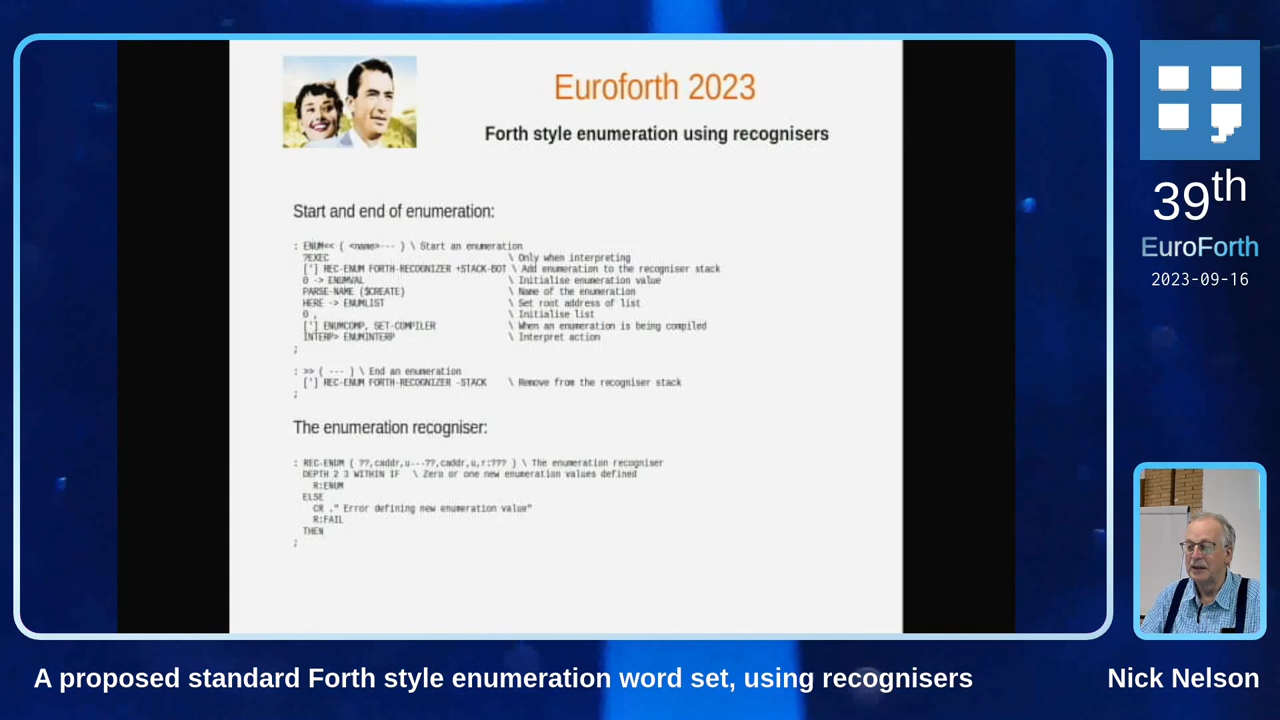 Euroforth 2023
Forth style enumeration using recognisers
Start and end of enumeration:
: ENUM<< ( <name>--- ) \ Start an enumeration
?EXEC \ Only when interpreting
['] REC-ENUM FORTH-RECOGNIZER +STACK-BOT \ Add enumeration to the recogniser stack
0 -> ENUMVAL \ Initialise enumeration value
PARSE-NAME ($CREATE) \ Name of the enumeration
HERE -> ENUMLIST \ Set root address of list
0 , \ Initialise list
['] ENUMCOMP, SET-COMPILER \ When an enumeration is being compiled
INTERP> ENUMINTERP \ Interpret action
;
: >> ( --- ) \ End an enumeration
['] REC-ENUM FORTH-RECOGNIZER -STACK \ Remove from the recogniser stack
;
The enumeration recogniser:
: REC-ENUM ( ??,caddr,u---??,caddr,u,r:??? ) \ The enumeration recogniser
DEPTH 2 3 WITHIN IF \ Zero or one new enumeration values defined
R:ENUM
ELSE
CR ." Error defining new enumeration value"
R:FAIL
THEN
;
39th
EuroForth
2023-09-16
A proposed standard Forth style enumeration word set, using recognisers
Nick Nelson